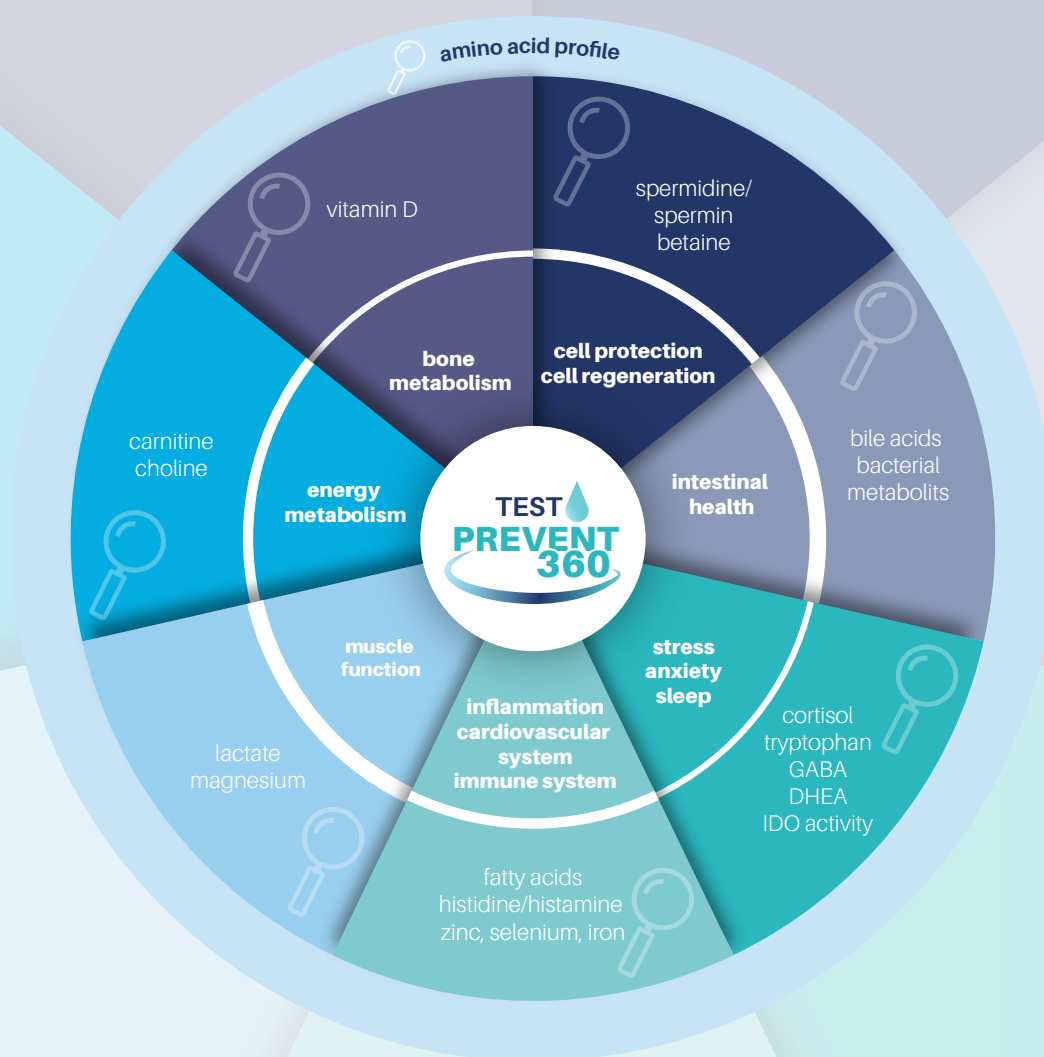 amino acid profile
vitamin D
bone
metabolism
spermidine/
spermin
betaine
cell protection
cell regeneration
bile acids
bacterial
metabolits
intestinal
health
cortisol
tryptophan
GABA
DHEA
IDO activity
stress
anxiety
sleep
inflammation
cardiovascular
system
immune system
fatty acids
histidine/histamine
zinc, selenium, iron
muscle
function
lactate
magnesium
carnitine
choline
energy
metabolism
TEST
PREVENT
360